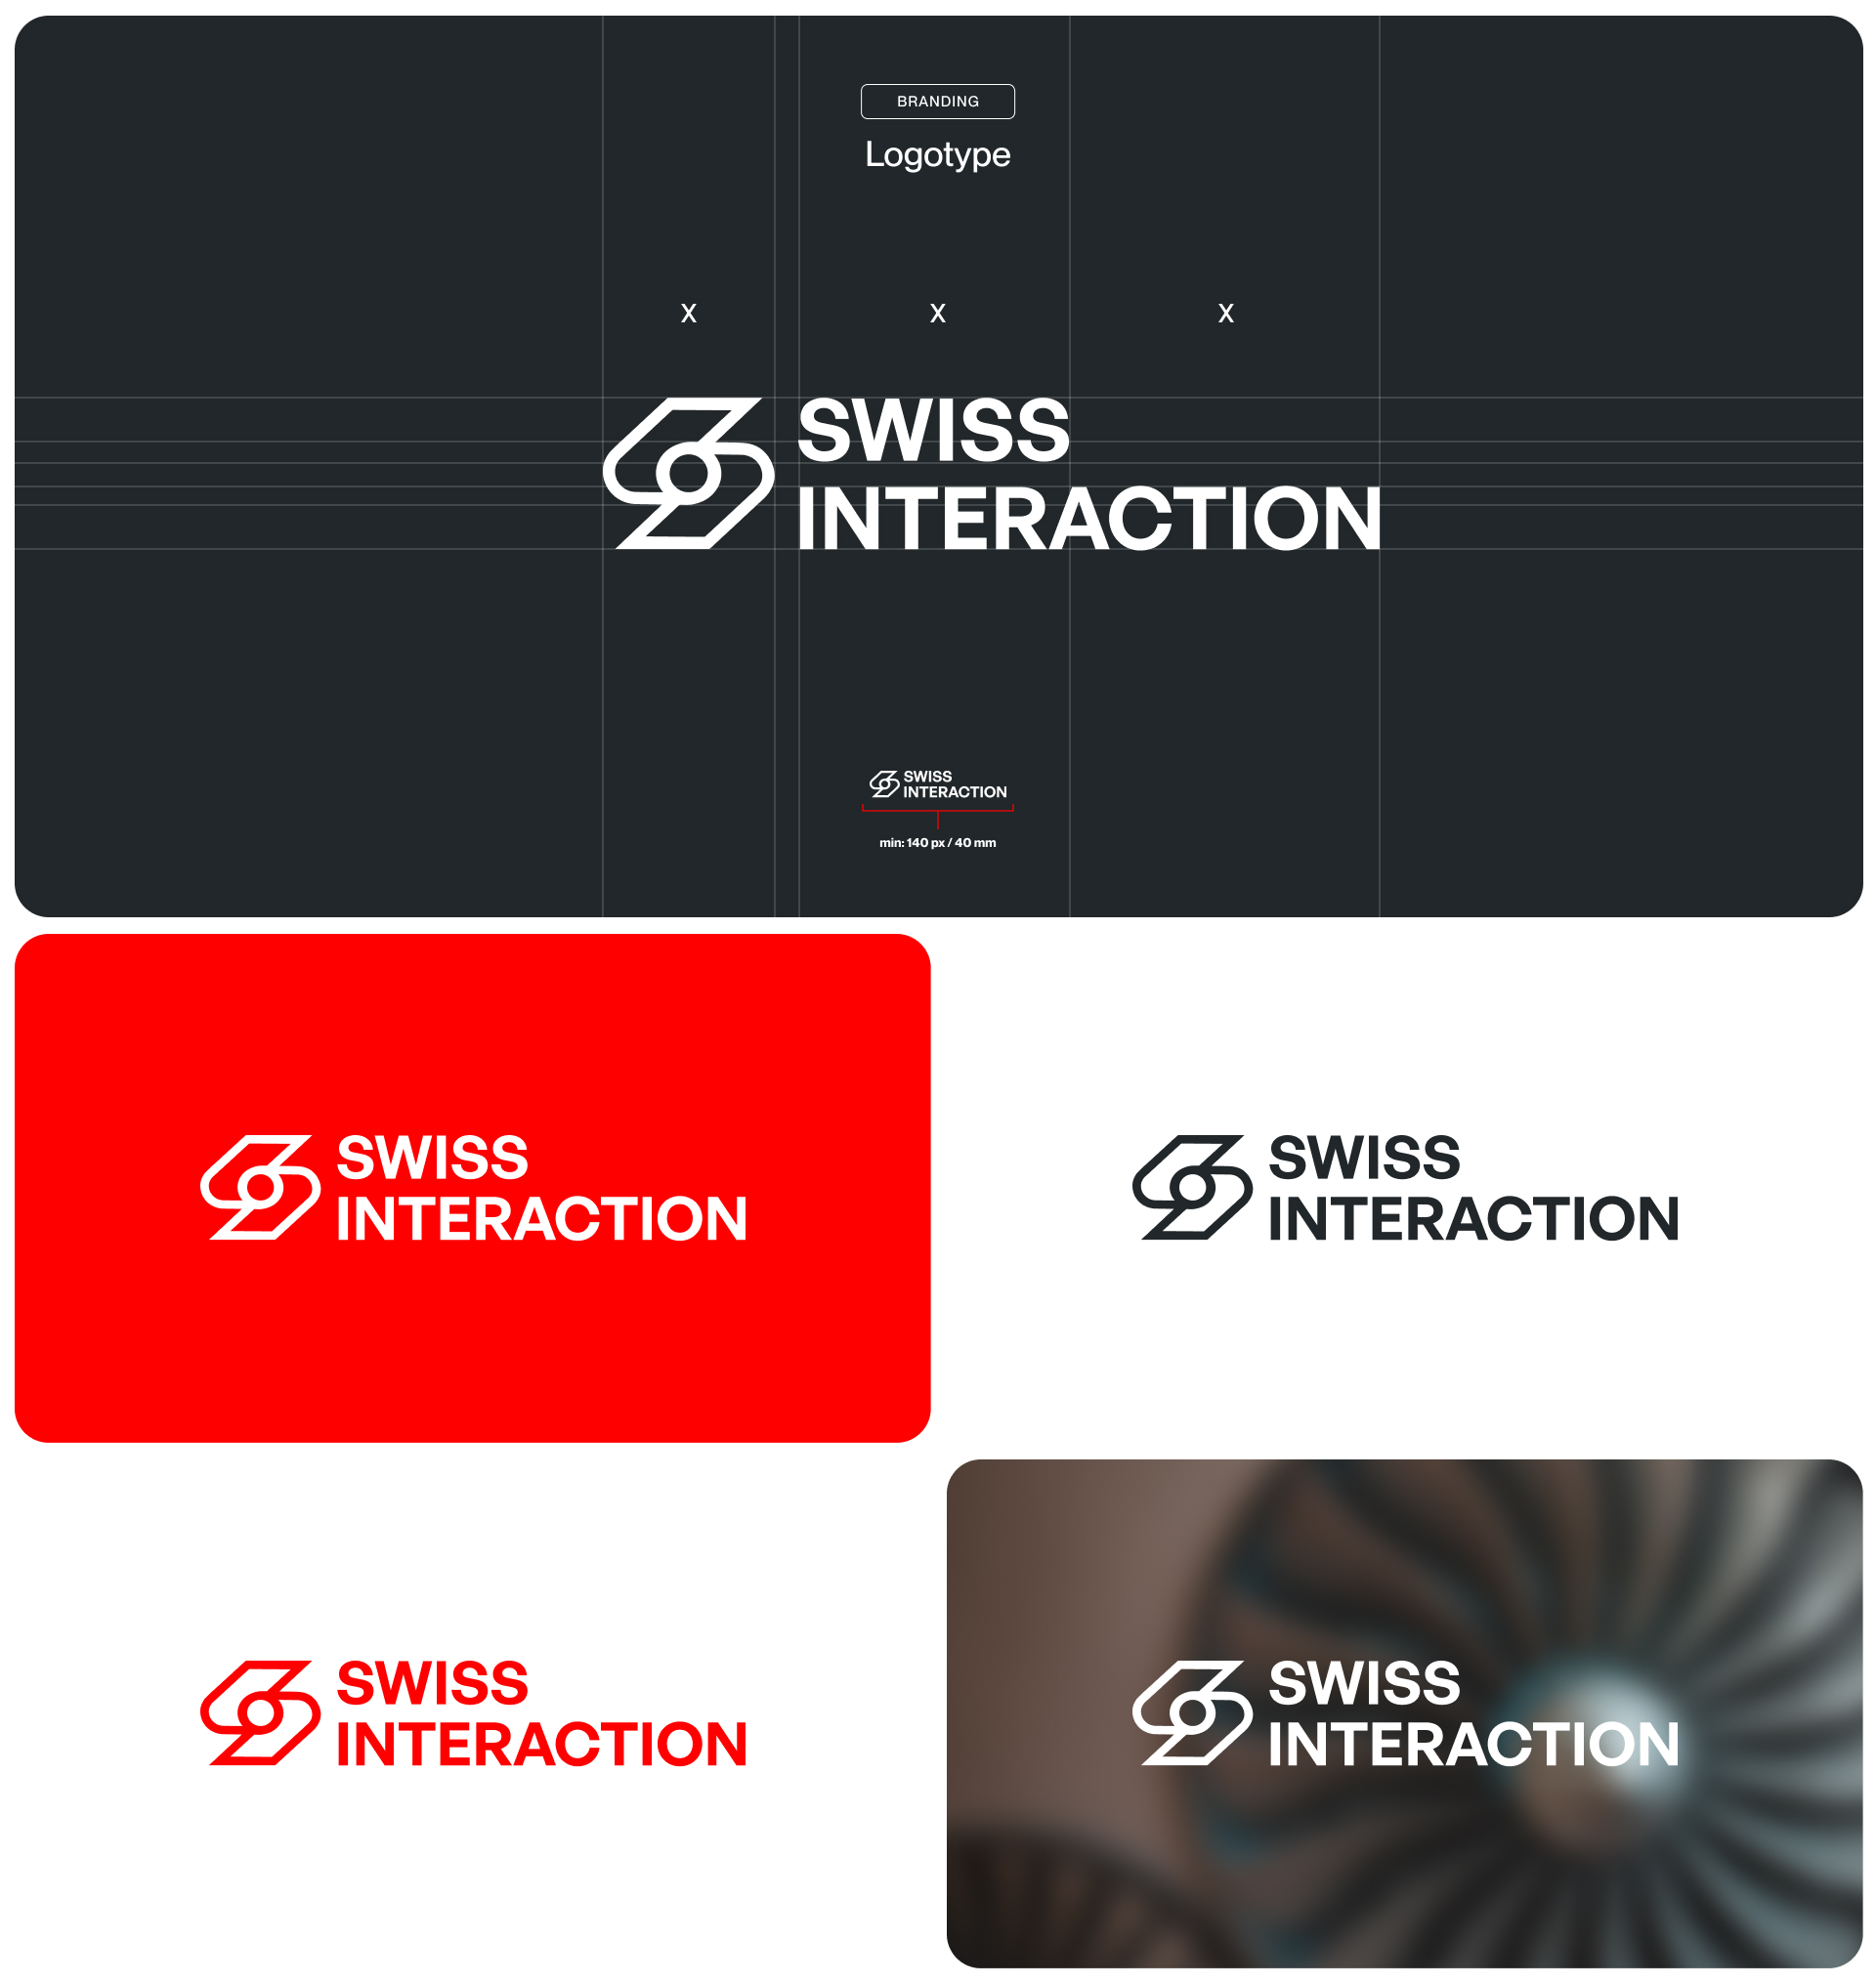 BRANDING
Logotype
X X X
SWISS
INTERACTION
SWISS
INTERACTION
min: 140 px / 40 mm
SWISS
INTERACTION
SWISS
INTERACTION
SWISS
INTERACTION
SWISS
INTERACTION